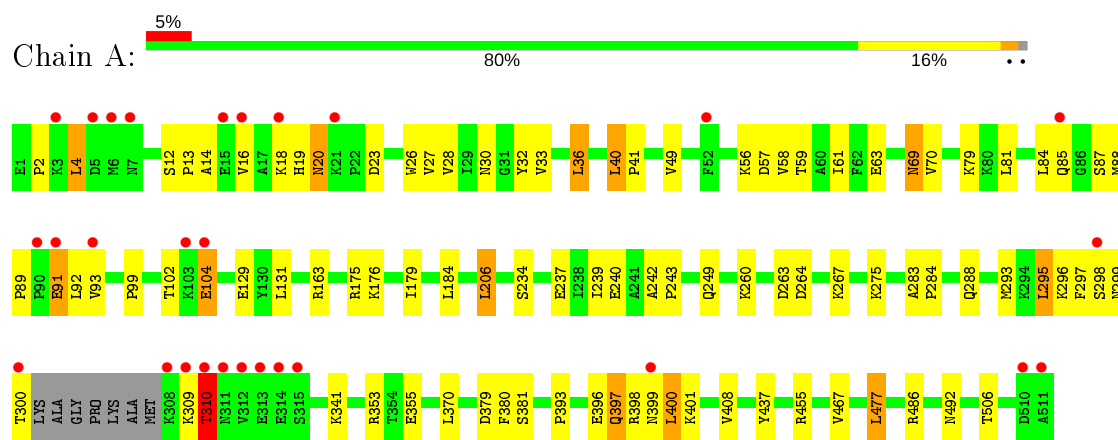 5%
Chain A:
80% 16% • •
E1 P2 K3 L4 D5 M6 N7 S12 P13 A14 E15 V16 A17 K18 H19 N20 K21 P22 D23 W26 V27 V28 I29 N30 G31 Y32 V33 L36 L40 P41 V49 F52 K56 D57 V58 T59 A60 I61 F62 E63 N69 V70 K79 K80 L81 L84 Q85 G86 S87 M88
P89 P90 E91 L92 V93 P99 T102 K103 E104 E129 Y130 L131 R163 R175 K176 I179 L184 L206 S234 E237 I238 I239 E240 A241 A242 P243 Q249 K260 D263 D264 K267 K275 A283 P284 Q288 M293 K294 L295 K296 F297 S298 N299
T300 LYS ALA GLY PRO LYS ALA MET K308 K309 T310 N311 V312 E313 E314 S315 K341 R353 T354 E355 L370 D379 F380 S381 P393 E396 Q397 R398 N399 L400 K401 V408 Y437 R455 V467 L477 R486 N492 T506 D510 A511